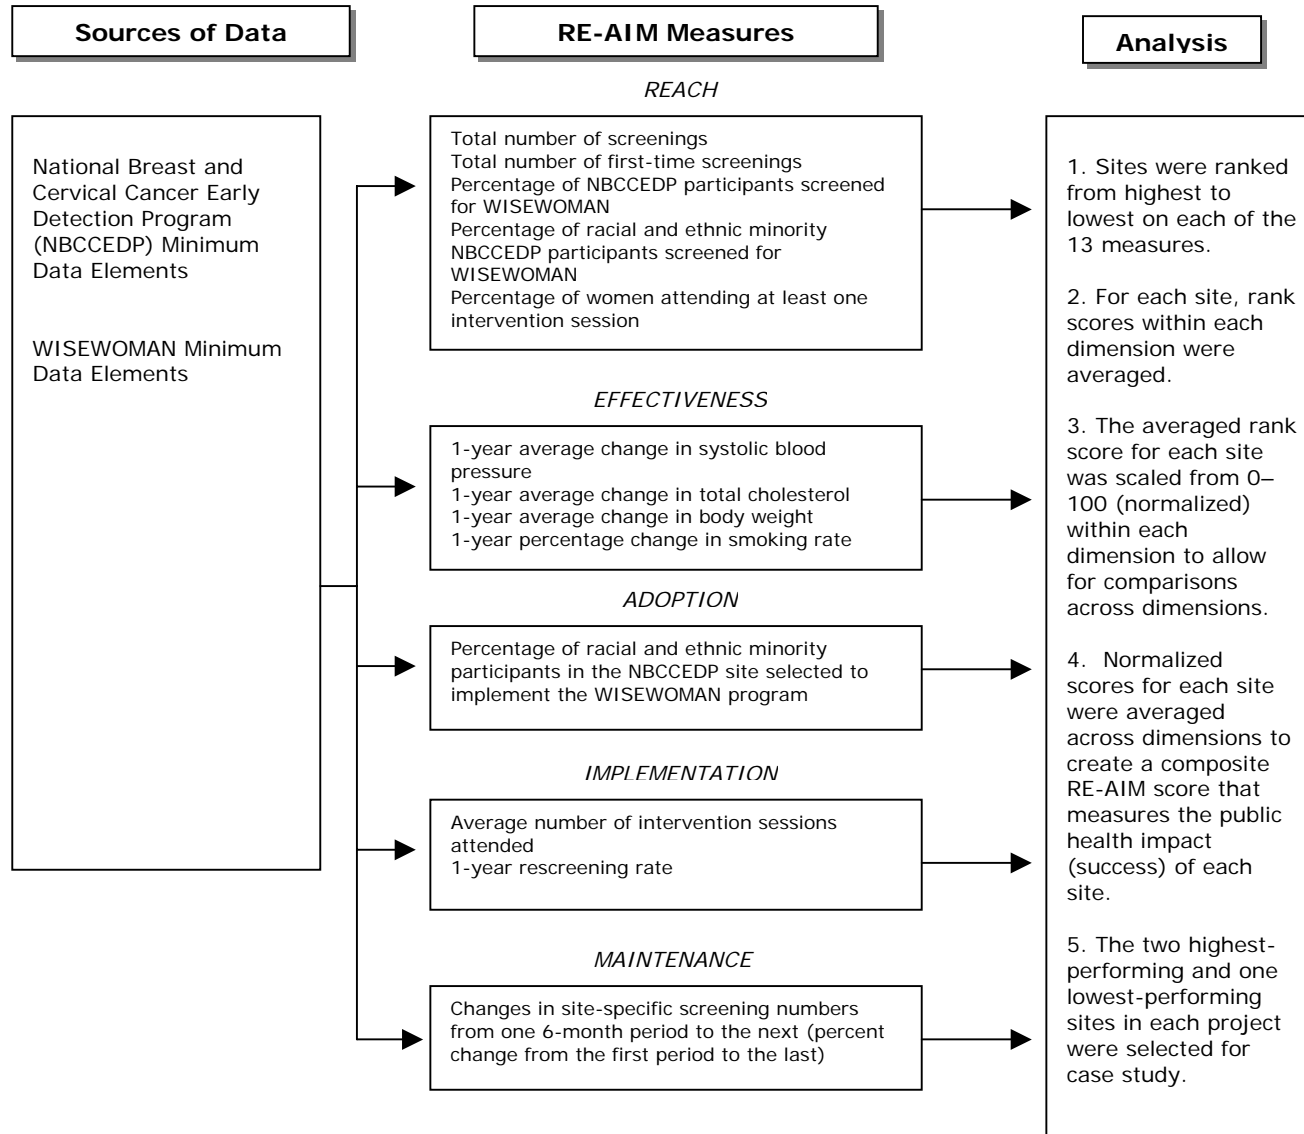 Sources of Data
RE-AIM Measures
Analysis
National Breast and
Cervical Cancer Early
Detection Program
(NBCCEDP) Minimum
Data Elements
WISEWOMAN Minimum
Data Elements
REACH
Total number of screenings
Total number of first-time screenings
Percentage of NBCCEDP participants screened
for WISEWOMAN
Percentage of racial and ethnic minority
NBCCEDP participants screened for
WISEWOMAN
Percentage of women attending at least one
intervention session
EFFECTIVENESS
1-year average change in systolic blood
pressure
1-year average change in total cholesterol
1-year average change in body weight
1-year percentage change in smoking rate
ADOPTION
Percentage of racial and ethnic minority
participants in the NBCCEDP site selected to
implement the WISEWOMAN program
IMPLEMENTATION
Average number of intervention sessions
attended
1-year rescreening rate
MAINTENANCE
Changes in site-specific screening numbers
from one 6-month period to the next (percent
change from the first period to the last)
1. Sites were ranked
from highest to
lowest on each of the
13 measures.
2. For each site, rank
scores within each
dimension were
averaged.
3. The averaged rank
score for each site
was scaled from 0–
100 (normalized)
within each
dimension to allow
for comparisons
across dimensions.
4. Normalized
scores for each site
were averaged
across dimensions to
create a composite
RE-AIM score that
measures the public
health impact
(success) of each
site.
5. The two highest-
performing and one
lowest-performing
sites in each project
were selected for
case study.